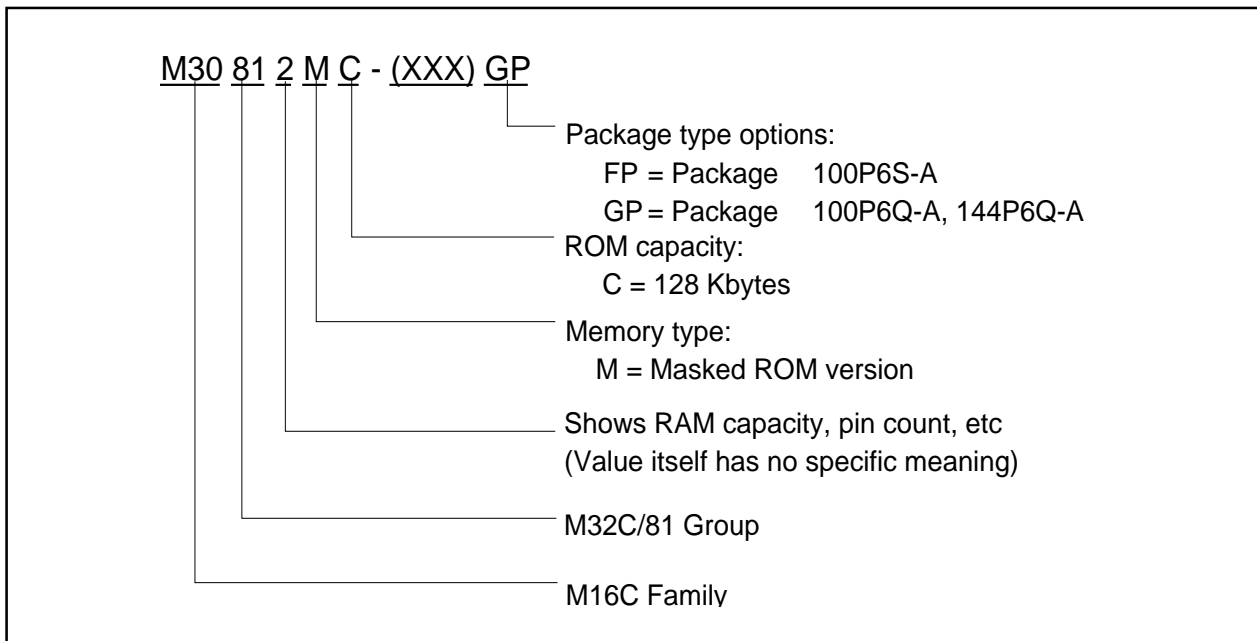 M30 81 2 M C - (XXX) GP
Package type options:
FP = Package 100P6S-A
GP = Package 100P6Q-A, 144P6Q-A
ROM capacity:
C = 128 Kbytes
Memory type:
M = Masked ROM version
Shows RAM capacity, pin count, etc
(Value itself has no specific meaning)
M32C/81 Group
M16C Family